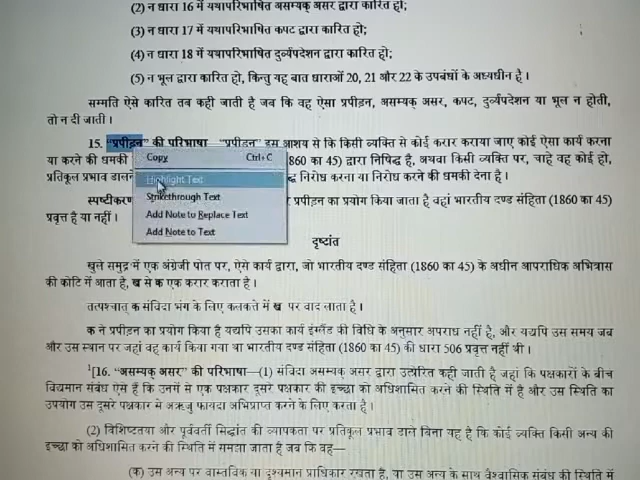 (2) न धारा 16 में यथापरिभाषित असम्यक् असर द्वारा कारित हो;
(3) न धारा 17 में यथापरिभाषित कपट द्वारा कारित हो;
(4) न धारा 18 में यथापरिभाषित दुर्व्यपदेशन द्वारा कारित हो;
(5) न भूल द्वारा कारित हो, किन्तु यह बात धाराओं 20, 21 और 22 के उपबंधों के अध्यधीन है ।
सम्मति ऐसे कारित तब कही जाती है जब कि वह ऐसा प्रपीड़न, असम्यक् असर, कपट, दुर्व्यपदेशन या भूल न होती,
तो न दी जाती ।
15. “प्रपीड़न” की परिभाषा “प्रपीड़न” इस आशय से कि किसी व्यक्ति से कोई करार कराया जाए कोई ऐसा कार्य करना
या करने की धमकी 860 का 45) द्वारा निषिद्ध है, अथवा किसी व्यक्ति पर, चाहे वह कोई हो,
प्रतिकूल प्रभाव डालने द्ध निरोध करना या निरोध करने की धमकी देना है ।
स्पष्टीकरण पीड़न का प्रयोग किया जाता है वहां भारतीय दण्ड संहिता (1860 का 45)
प्रवृत्त है या नहीं ।
Copy Ctrl+C
Highlight Text
Strikethrough Text
Add Note to Replace Text
Add Note to Text
दृष्टांत
खुले समुद्र में एक अंग्रेजी पोत पर, ऐसे कार्य द्वारा, जो भारतीय दण्ड संहिता (1860 का 45) के अधीन आपराधिक अभित्रास
की कोटि में आता है, ख से क एक करार कराता है ।
तत्पश्चात् क संविदा भंग के लिए कलकत्ते में ख पर वाद लाता है ।
क ने प्रपीड़न का प्रयोग किया है यद्यपि उसका कार्य इंग्लैंड की विधि के अनुसार अपराध नहीं है, और यद्यपि उस समय जब
और उस स्थान पर जहां वह कार्य किया गया था भारतीय दण्ड संहिता (1860 का 45) की धारा 506 प्रवृत्त नहीं थी ।
1[16. “असम्यक् असर” की परिभाषा—(1) संविदा असम्यक् असर द्वारा उत्प्रेरित कही जाती है जहां कि पक्षकारों के बीच
विद्यमान संबंध ऐसे हैं कि उनमें से एक पक्षकार दूसरे पक्षकार की इच्छा को अधिशासित करने की स्थिति में है और उस स्थिति का
उपयोग उस दूसरे पक्षकार से अऋजु फायदा अभिप्राप्त करने के लिए करता है ।
(2) विशिष्टतया और पूर्ववर्ती सिद्धांत की व्यापकता पर प्रतिकूल प्रभाव डाले बिना यह है कि कोई व्यक्ति किसी अन्य की
इच्छा को अधिशासित करने की स्थिति में समझा जाता है जब कि वह—
(क) उस अन्य पर वास्तविक या दृश्यमान प्राधिकार रखता है, या उस अन्य के साथ वैश्वासिक संबंध की स्थिति में